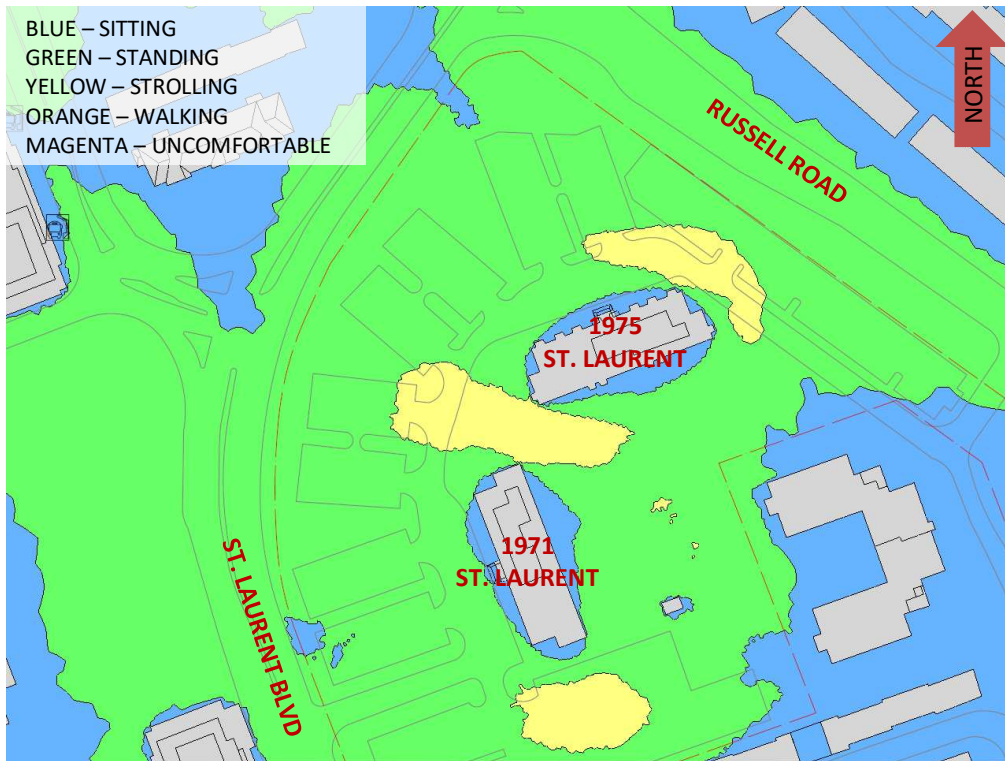 BLUE – SITTING
GREEN – STANDING
YELLOW – STROLLING
ORANGE – WALKING
MAGENTA – UNCOMFORTABLE
NORTH
RUSSELL ROAD
1975
ST. LAURENT
1971
ST. LAURENT
ST. LAURENT BLVD